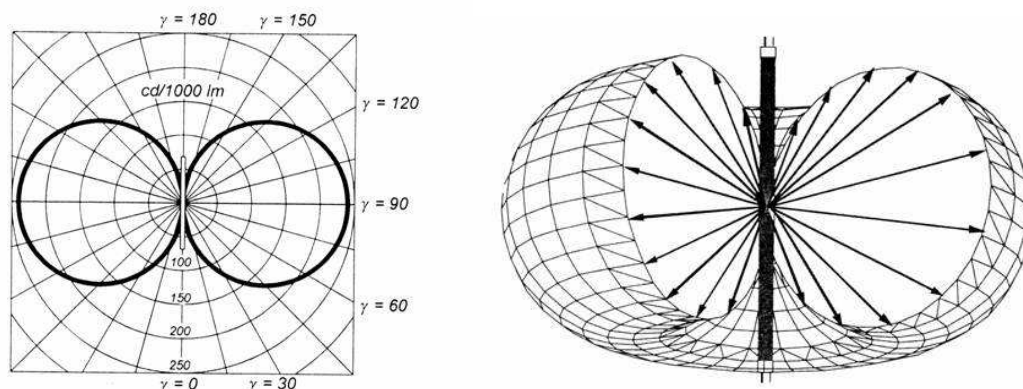 γ = 180
γ = 150
cd/1000 lm
γ = 120
γ = 90
100
150
γ = 60
200
250
γ = 0
γ = 30